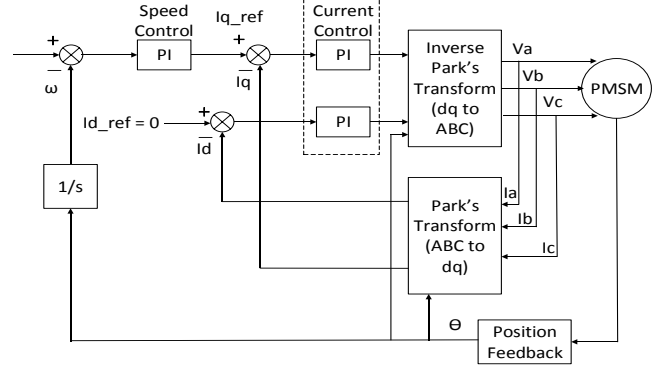 Speed
Control
Iq_ref
Current
Control
+
−
ω
PI
+
−
Iq
PI
Inverse
Park's
Transform
(dq to
ABC)
Va
Vb
Vc
PMSM
Id_ref = 0
+
−
Id
PI
1/s
Park's
Transform
(ABC to
dq)
Ia
Ib
Ic
ϴ
Position
Feedback